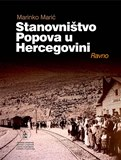 Marinko Marić
Stanovništvo
Popova u
Hercegovini
Ravno